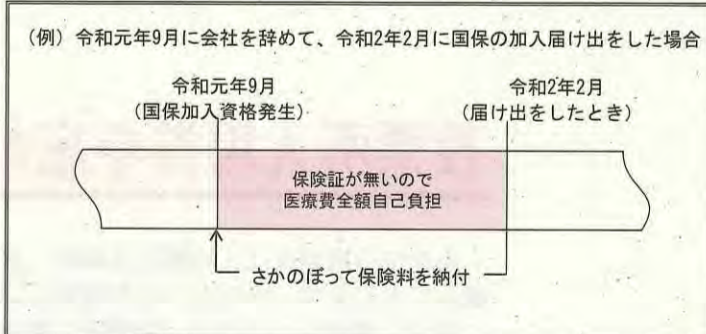 (例)令和元年9月に会社を辞めて、令和2年2月に国保の加入届け出をした場合
令和元年9月
(国保加入資格発生)
令和2年2月
(届け出をしたとき)
保険証が無いので
医療費全額自己負担
さかのぼって保険料を納付